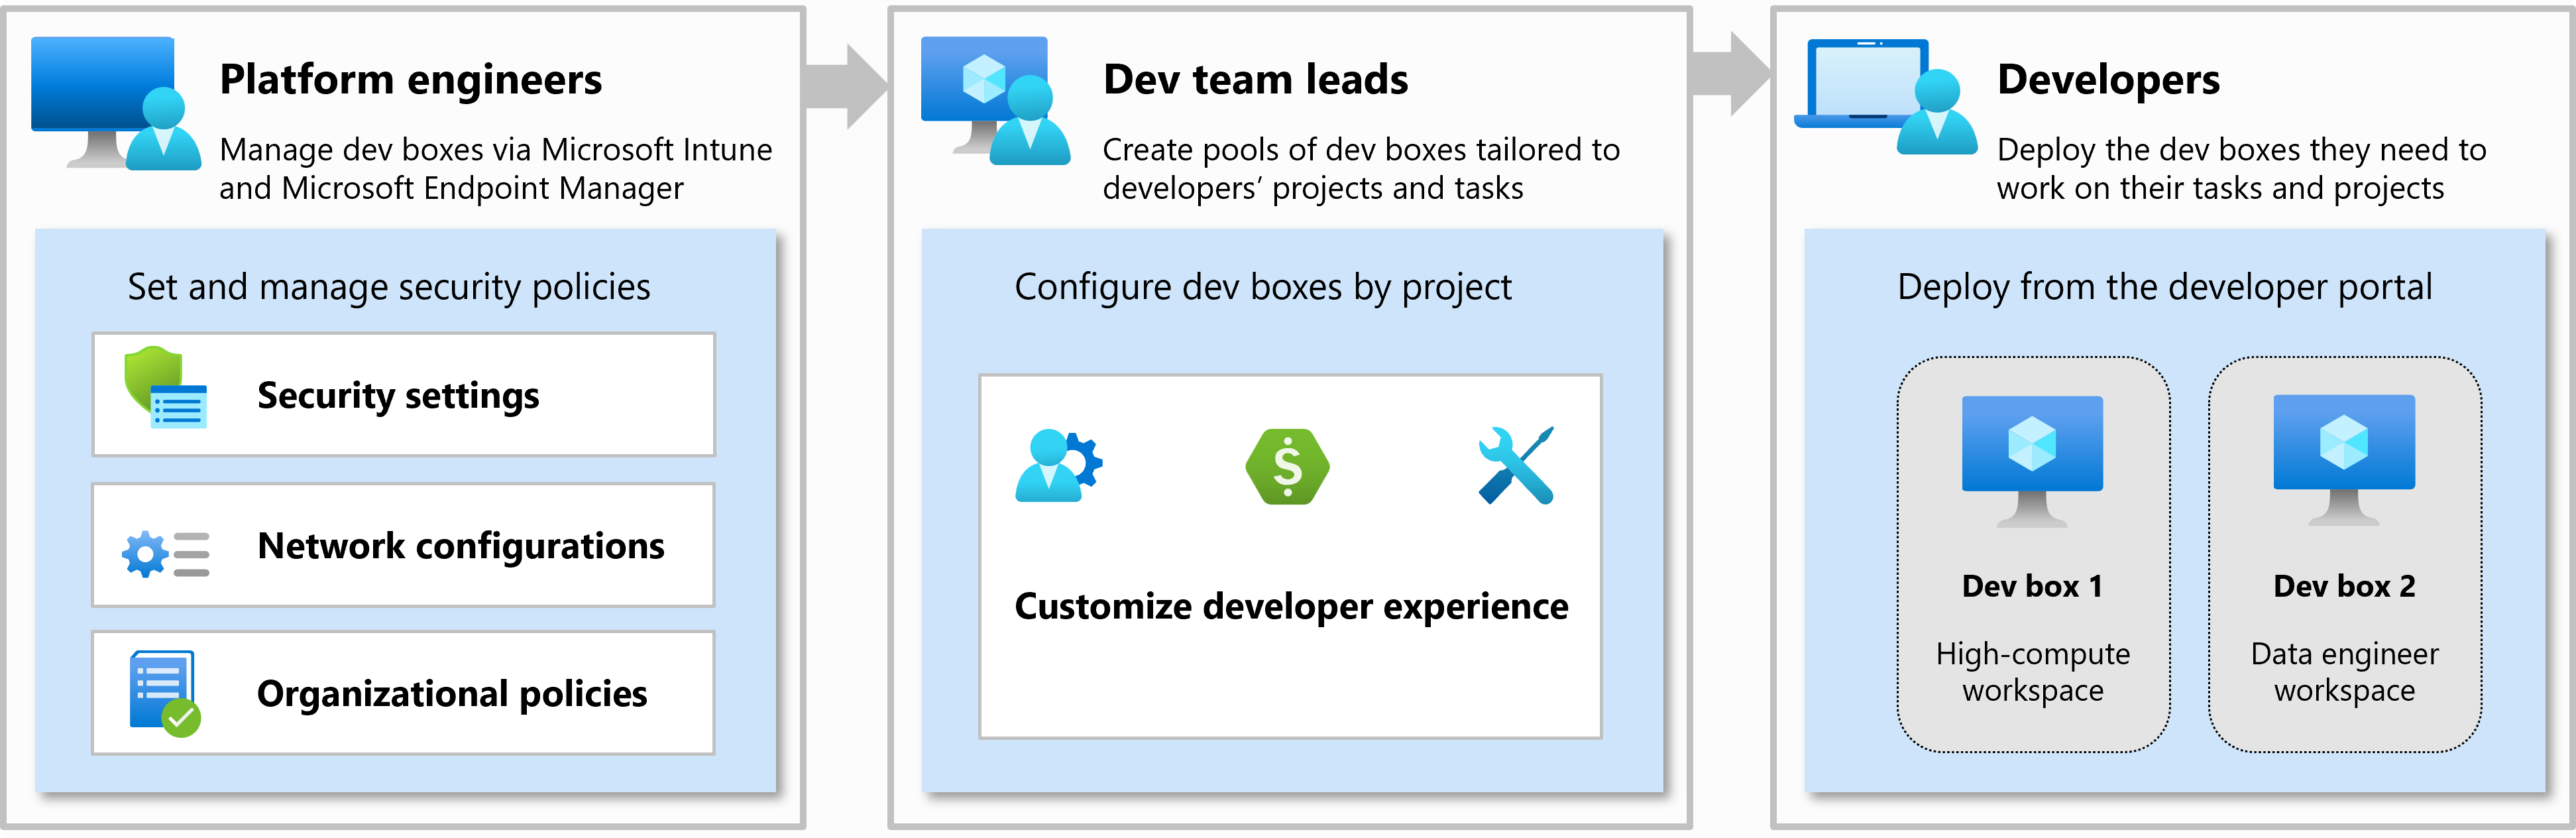 Platform engineers
Manage dev boxes via Microsoft Intune
and Microsoft Endpoint Manager
Set and manage security policies
Security settings
Network configurations
Organizational policies
Dev team leads
Create pools of dev boxes tailored to
developers’ projects and tasks
Configure dev boxes by project
$
Customize developer experience
Developers
Deploy the dev boxes they need to
work on their tasks and projects
Deploy from the developer portal
Dev box 1
High-compute
workspace
Dev box 2
Data engineer
workspace